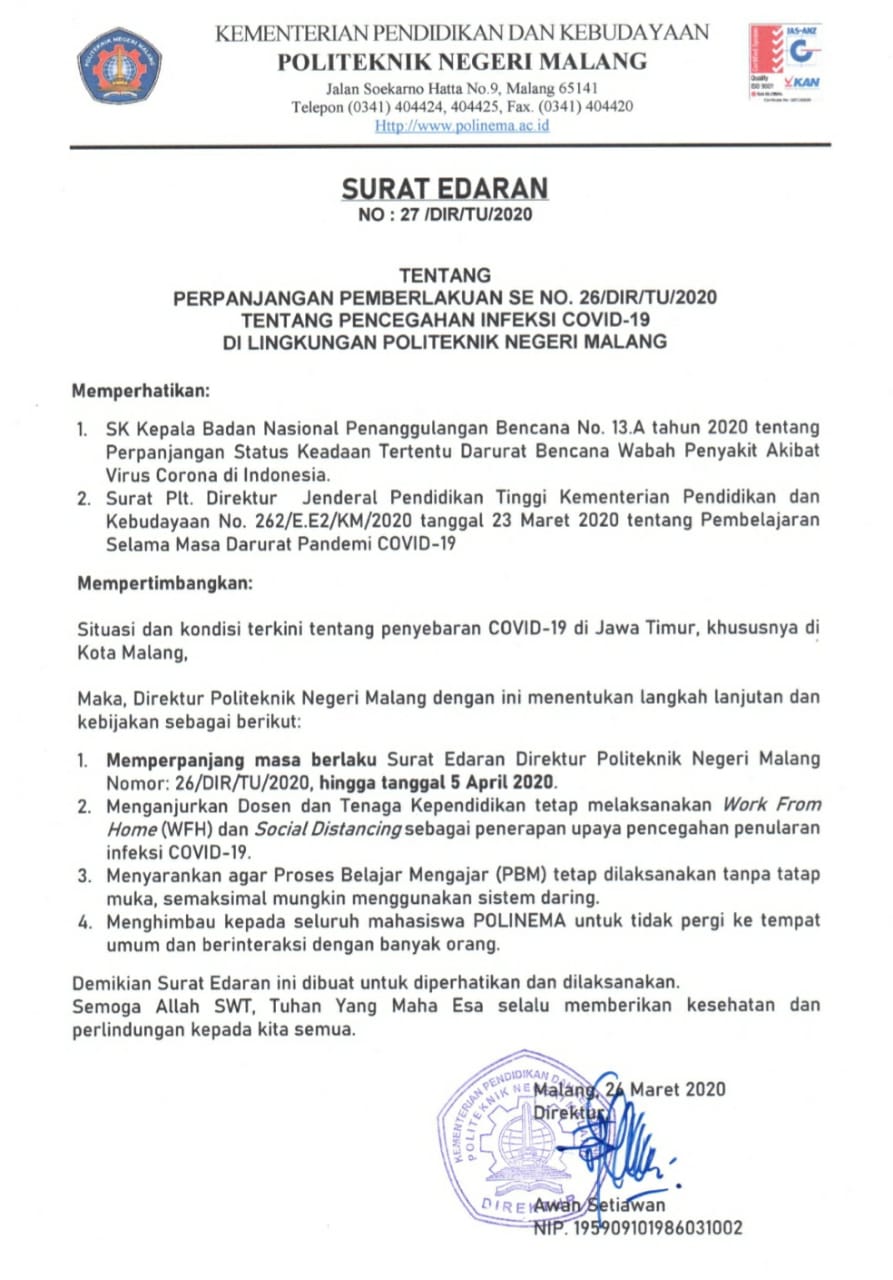 KEMENTERIAN PENDIDIKAN DAN KEBUDAYAAN
POLITEKNIK NEGERI MALANG
Jalan Soekarno Hatta No.9, Malang 65141
Telepon (0341) 404424, 404425, Fax. (0341) 404420
Http://www.polinema.ac.id
POLITEKNIK NEGERI MALANG
JAS-ANZ
Quality
ISO 9001
KAN
SURAT EDARAN
NO : 27 /DIR/TU/2020
TENTANG
PERPANJANGAN PEMBERLAKUAN SE NO. 26/DIR/TU/2020
TENTANG PENCEGAHAN INFEKSI COVID-19
DI LINGKUNGAN POLITEKNIK NEGERI MALANG
Memperhatikan:
1. SK Kepala Badan Nasional Penanggulangan Bencana No. 13.A tahun 2020 tentang
Perpanjangan Status Keadaan Tertentu Darurat Bencana Wabah Penyakit Akibat
Virus Corona di Indonesia.
2. Surat Plt. Direktur Jenderal Pendidikan Tinggi Kementerian Pendidikan dan
Kebudayaan No. 262/E.E2/KM/2020 tanggal 23 Maret 2020 tentang Pembelajaran
Selama Masa Darurat Pandemi COVID-19
Mempertimbangkan:
Situasi dan kondisi terkini tentang penyebaran COVID-19 di Jawa Timur, khususnya di
Kota Malang,
Maka, Direktur Politeknik Negeri Malang dengan ini menentukan langkah lanjutan dan
kebijakan sebagai berikut:
1. Memperpanjang masa berlaku Surat Edaran Direktur Politeknik Negeri Malang
Nomor: 26/DIR/TU/2020, hingga tanggal 5 April 2020.
2. Menganjurkan Dosen dan Tenaga Kependidikan tetap melaksanakan Work From
Home (WFH) dan Social Distancing sebagai penerapan upaya pencegahan penularan
infeksi COVID-19.
3. Menyarankan agar Proses Belajar Mengajar (PBM) tetap dilaksanakan tanpa tatap
muka, semaksimal mungkin menggunakan sistem daring.
4. Menghimbau kepada seluruh mahasiswa POLINEMA untuk tidak pergi ke tempat
umum dan berinteraksi dengan banyak orang.
Demikian Surat Edaran ini dibuat untuk diperhatikan dan dilaksanakan.
Semoga Allah SWT, Tuhan Yang Maha Esa selalu memberikan kesehatan dan
perlindungan kepada kita semua.
Malang, 26 Maret 2020
Direktur,
KEMENTERIAN PENDIDIKAN DAN
POLITEKNIK NEGERI
DIREKTUR
Awan Setiawan
NIP. 195909101986031002